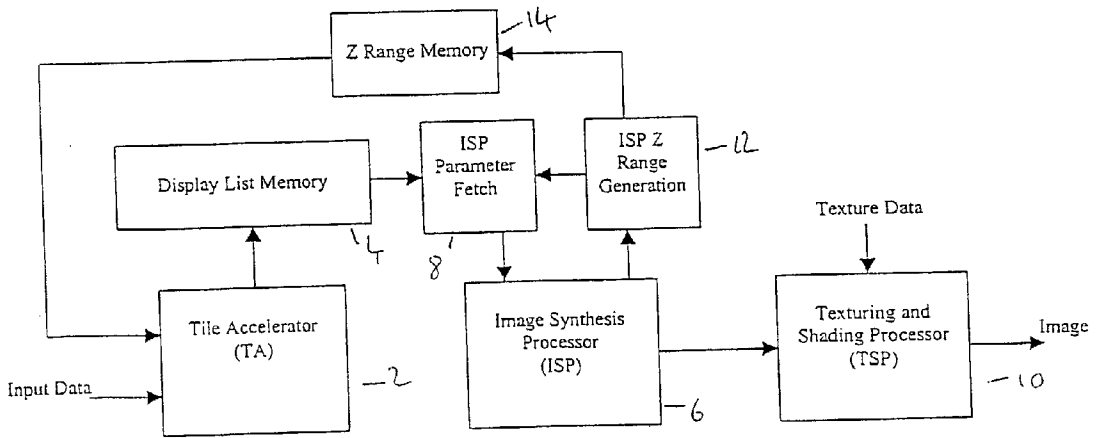 Z Range Memory
14
ISP
Parameter
Fetch
ISP Z
Range
Generation
12
Display List Memory
4
8
Texture Data
Tile Accelerator
(TA)
2
Image Synthesis
Processor
(ISP)
6
Texturing and
Shading Processor
(TSP)
10
Image
Input Data